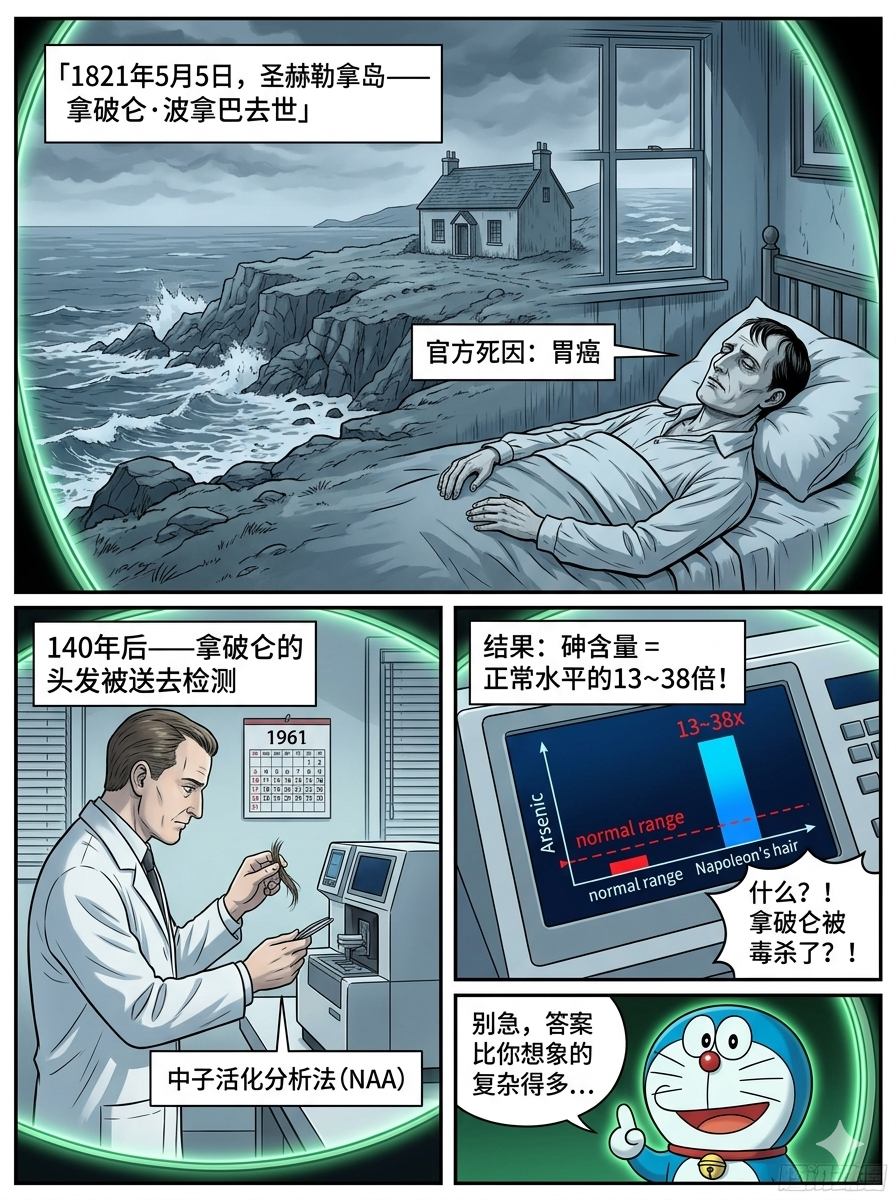 「1821年5月5日，圣赫勒拿岛——
拿破仑·波拿巴去世」
官方死因：胃癌
140年后——拿破仑的
头发被送去检测
1961
中子活化分析法（NAA）
结果：砷含量 =
正常水平的13~38倍！
13~38x
Arsenic
normal range
normal range
Napoleon's hair
什么？！
拿破仑被
毒杀了？！
别急，答案
比你想象的
复杂得多...